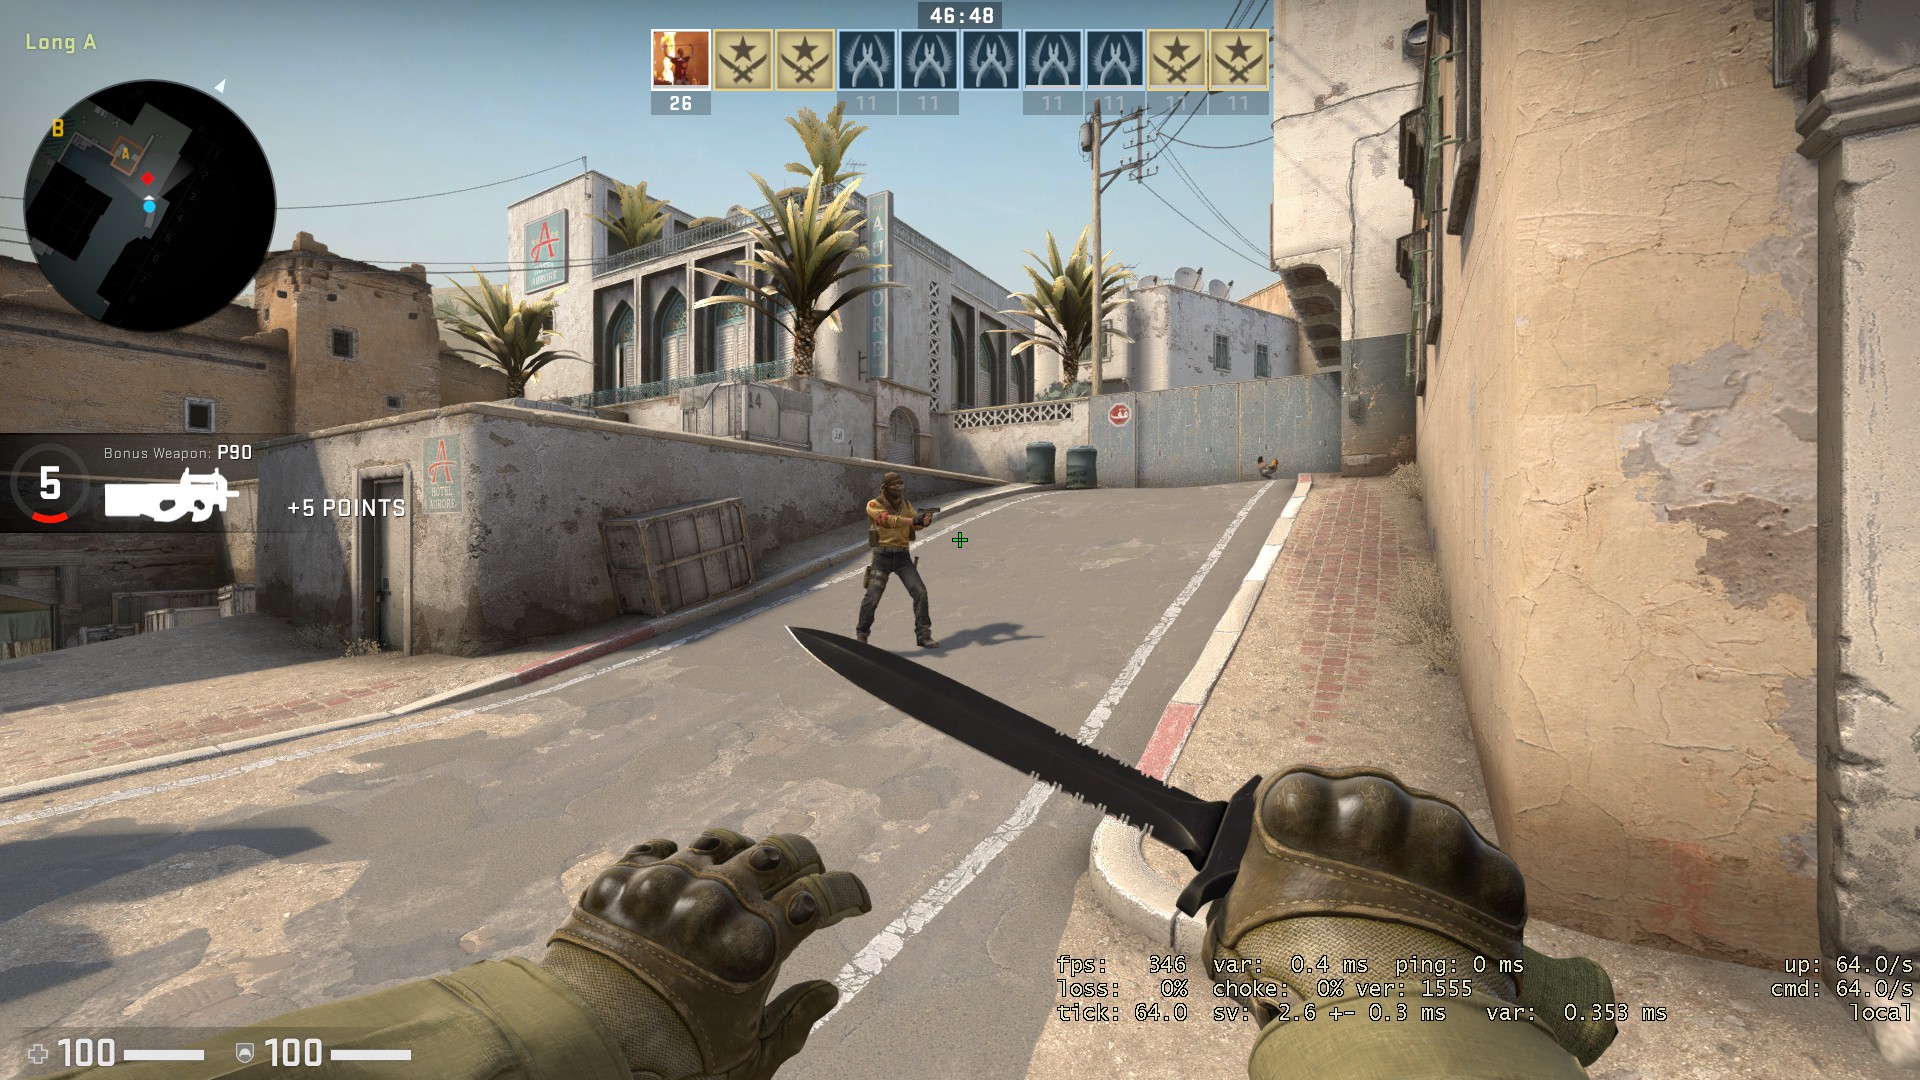 46:48
Long A
26
11
11
11
11
11
11
B
A
A
HOTEL
AURORE
AURORE
14
Bonus Weapon: P90
5
+5 POINTS
A
HOTEL
AURORE
fps: 346 var: 0.4 ms ping: 0 ms
loss: 0% choke: 0% ver: 1555
tick: 64.0 sv: 2.6 +- 0.3 ms var: 0.353 ms
up: 64.0/s
cmd: 64.0/s
local
100
100